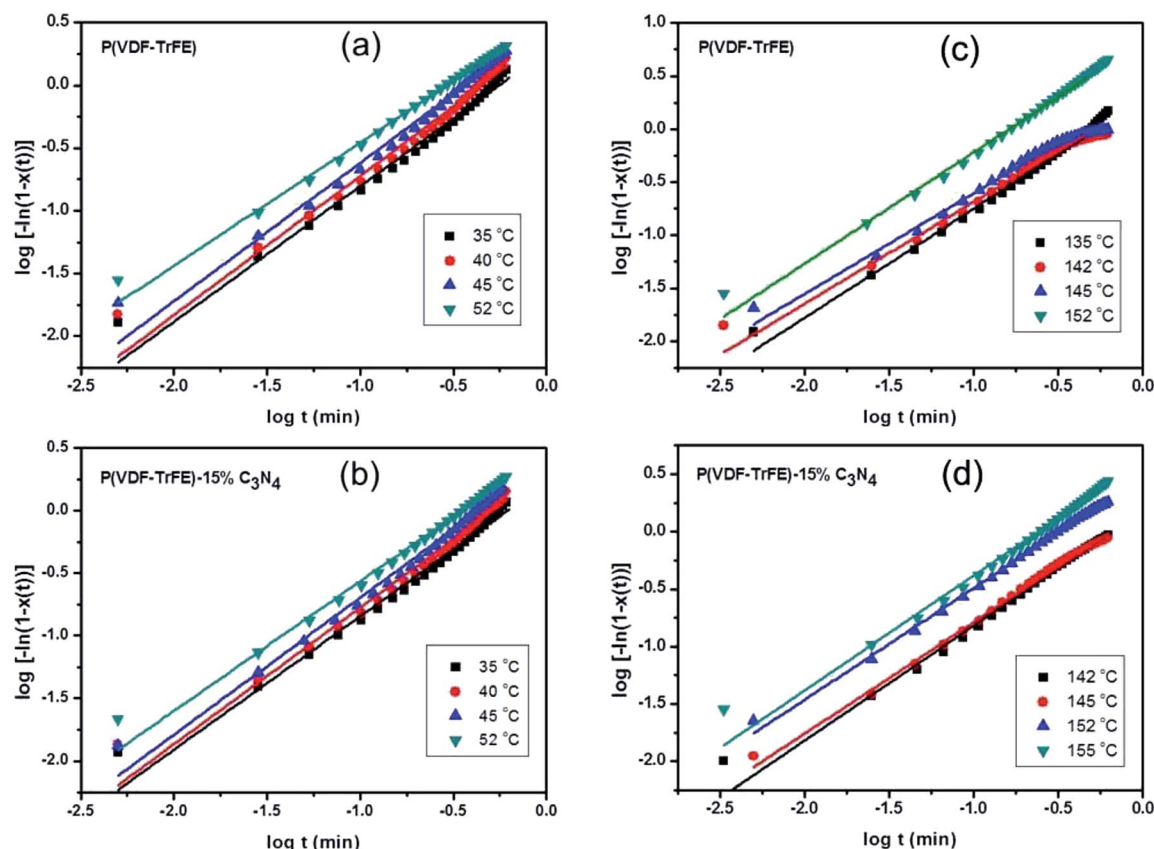 (a)
P(VDF-TrFE)
log [-ln(1-x(t))]
0.5
0.0
-0.5
-1.0
-1.5
-2.0
35 °C
40 °C
45 °C
52 °C
-2.5 -2.0 -1.5 -1.0 -0.5 0.0
log t (min)
(c)
P(VDF-TrFE)
log [-ln(1-x(t))]
1.0
0.5
0.0
-0.5
-1.0
-1.5
-2.0
135 °C
142 °C
145 °C
152 °C
-2.5 -2.0 -1.5 -1.0 -0.5 0.0
log t (min)
(b)
P(VDF-TrFE)-15% C₃N₄
log [-ln(1-x(t))]
0.5
0.0
-0.5
-1.0
-1.5
-2.0
35 °C
40 °C
45 °C
52 °C
-2.5 -2.0 -1.5 -1.0 -0.5 0.0
log t (min)
(d)
P(VDF-TrFE)-15% C₃N₄
log [-ln(1-x(t))]
0.5
0.0
-0.5
-1.0
-1.5
-2.0
142 °C
145 °C
152 °C
155 °C
-2.5 -2.0 -1.5 -1.0 -0.5 0.0
log t (min)